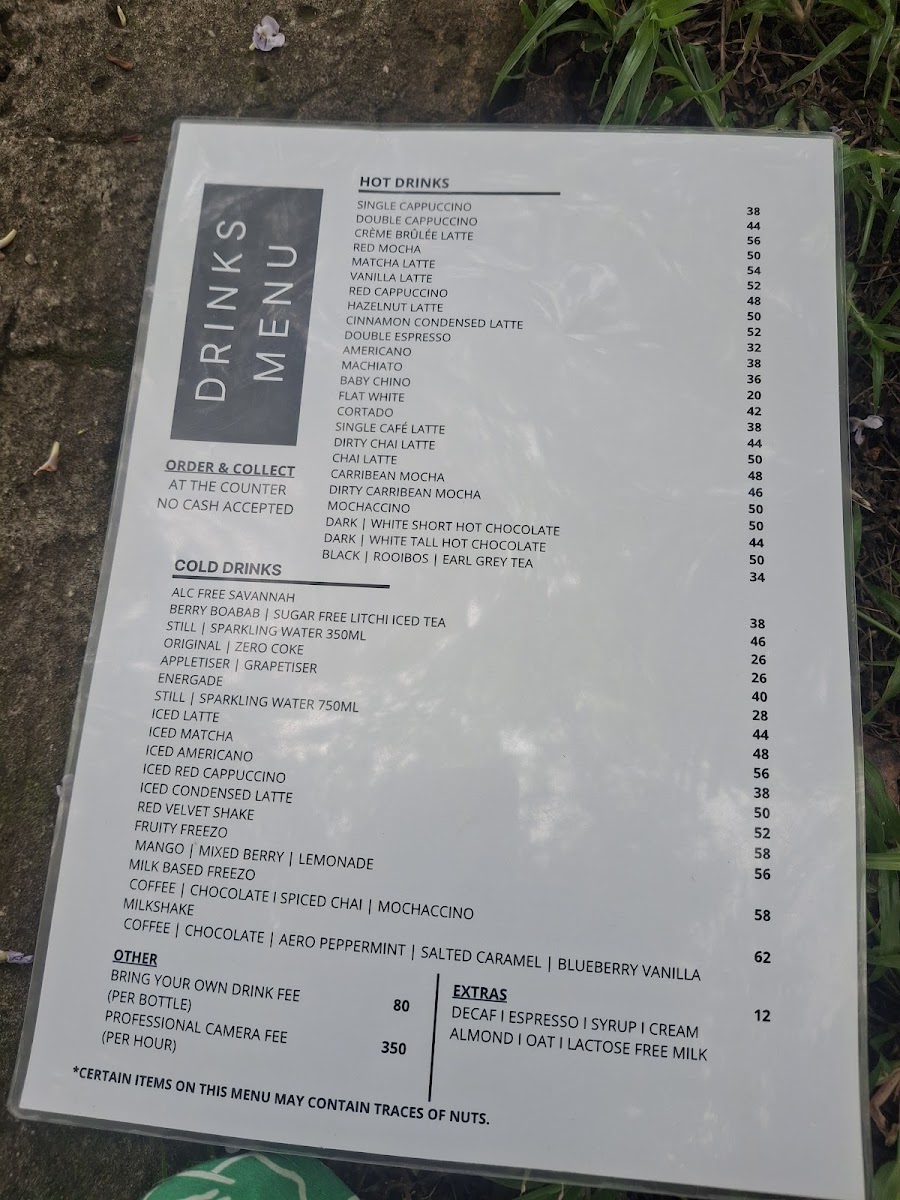 DRINKS
MENU
ORDER & COLLECT
AT THE COUNTER
NO CASH ACCEPTED
HOT DRINKS
SINGLE CAPPUCCINO 38
DOUBLE CAPPUCCINO 44
CRÈME BRÛLÉE LATTE 56
RED MOCHA 50
MATCHA LATTE 54
VANILLA LATTE 52
RED CAPPUCCINO 48
HAZELNUT LATTE 50
CINNAMON CONDENSED LATTE 52
DOUBLE ESPRESSO 32
AMERICANO 38
MACHIATO 36
BABY CHINO 20
FLAT WHITE 42
CORTADO 38
SINGLE CAFÉ LATTE 44
DIRTY CHAI LATTE 50
CHAI LATTE 48
CARRIBEAN MOCHA 46
DIRTY CARRIBEAN MOCHA 50
MOCHACCINO 50
DARK | WHITE SHORT HOT CHOCOLATE 44
DARK | WHITE TALL HOT CHOCOLATE 50
BLACK | ROOIBOS | EARL GREY TEA 34
COLD DRINKS
ALC FREE SAVANNAH 38
BERRY BOABAB | SUGAR FREE LITCHI ICED TEA 46
STILL | SPARKLING WATER 350ML 26
ORIGINAL | ZERO COKE 26
APPLETISER | GRAPETISER 40
ENERGADE 28
STILL | SPARKLING WATER 750ML 44
ICED LATTE 48
ICED MATCHA 56
ICED AMERICANO 38
ICED RED CAPPUCCINO 50
ICED CONDENSED LATTE 52
RED VELVET SHAKE 58
FRUITY FREEZO 56
MANGO | MIXED BERRY | LEMONADE
MILK BASED FREEZO 58
COFFEE | CHOCOLATE I SPICED CHAI | MOCHACCINO
MILKSHAKE 62
COFFEE | CHOCOLATE | AERO PEPPERMINT | SALTED CARAMEL | BLUEBERRY VANILLA
OTHER
BRING YOUR OWN DRINK FEE 80
(PER BOTTLE)
PROFESSIONAL CAMERA FEE 350
(PER HOUR)
EXTRAS
DECAF I ESPRESSO I SYRUP I CREAM 12
ALMOND I OAT I LACTOSE FREE MILK
*CERTAIN ITEMS ON THIS MENU MAY CONTAIN TRACES OF NUTS.